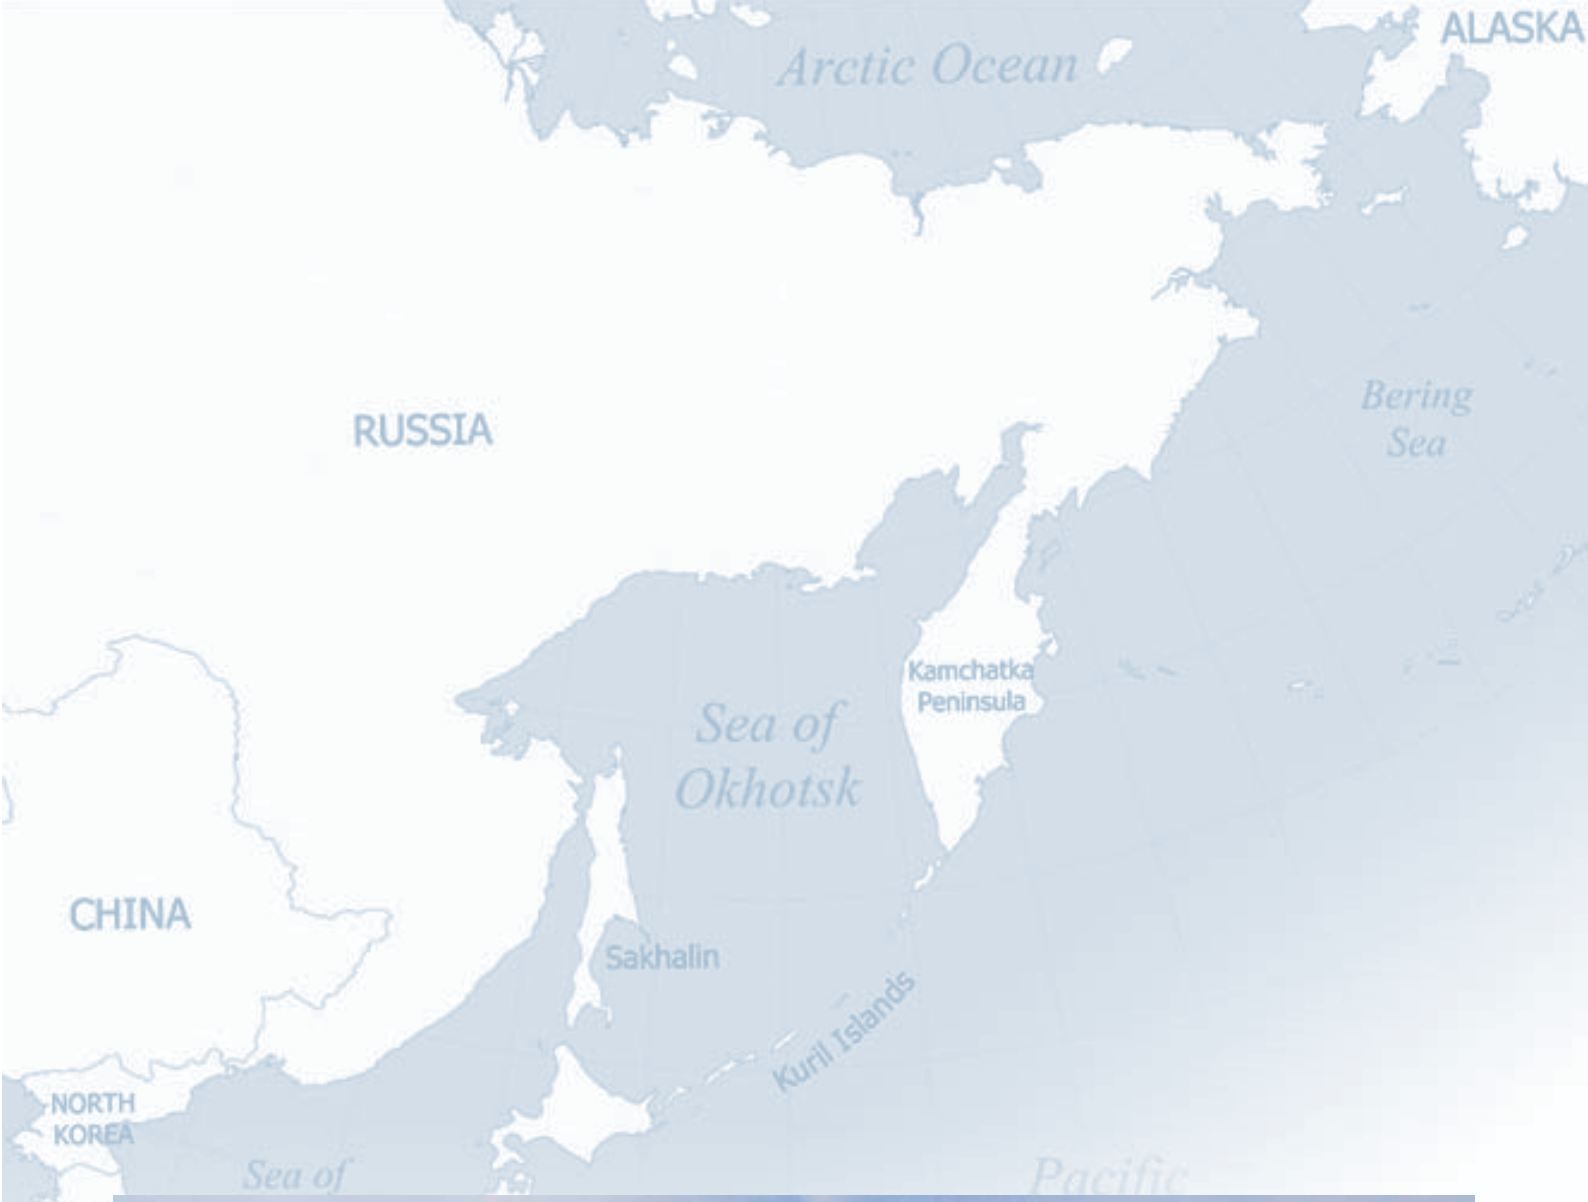 ALASKA
Arctic Ocean
Bering
Sea
RUSSIA
Kamchatka
Peninsula
Sea of
Okhotsk
CHINA
Sakhalin
Kuril Islands
NORTH
KOREA
Sea of
Pacific